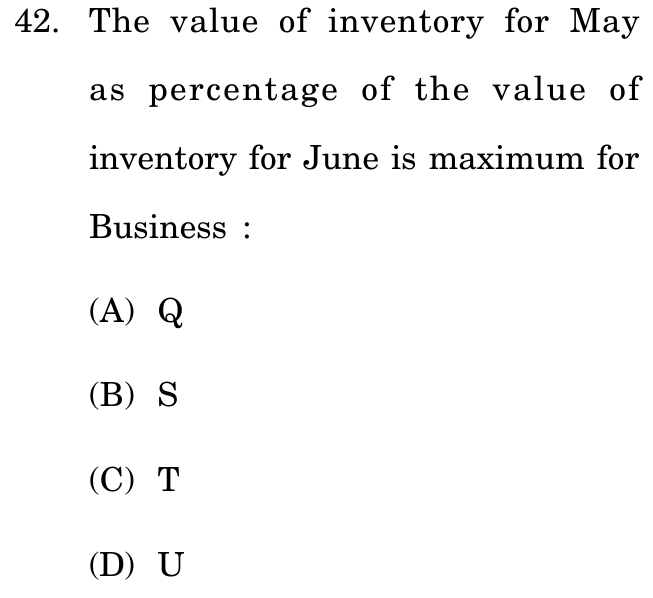 42. The value of inventory for May
as percentage of the value of
inventory for June is maximum for
Business :
(A) Q
(B) S
(C) T
(D) U